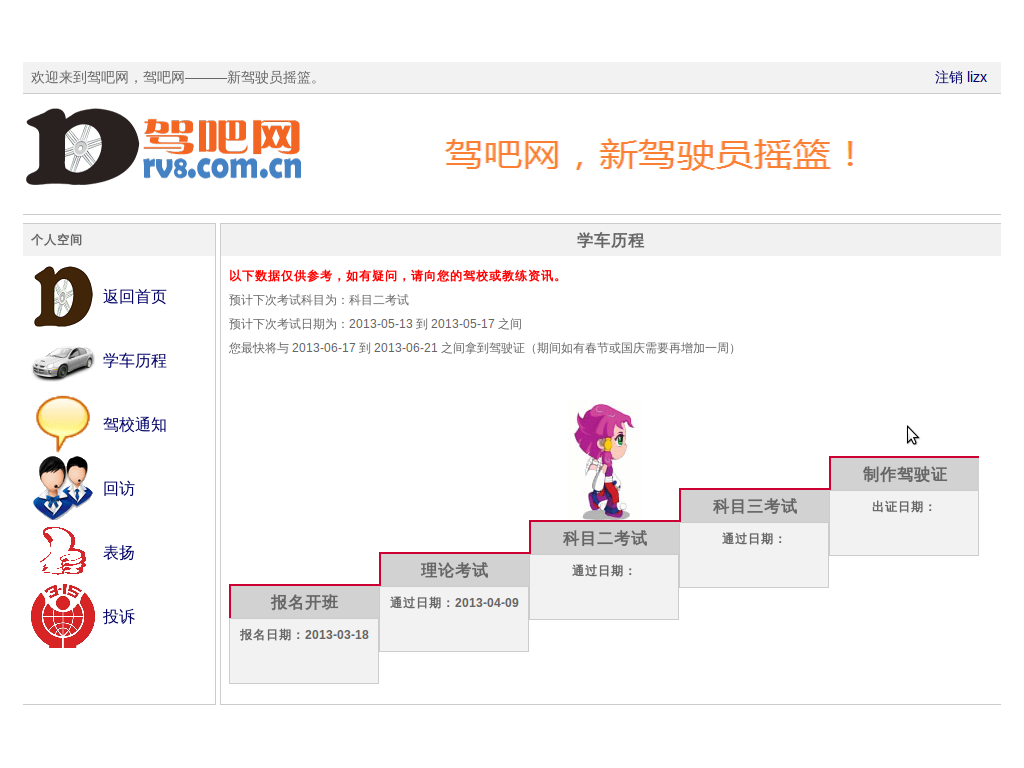 欢迎来到驾吧网，驾吧网———新驾驶员摇篮。
注销 lizx
驾吧网
rv8.com.cn
驾吧网，新驾驶员摇篮！
个人空间
返回首页
学车历程
驾校通知
回访
表扬
3·15
投诉
学车历程
以下数据仅供参考，如有疑问，请向您的驾校或教练资讯。
预计下次考试科目为：科目二考试
预计下次考试日期为：2013-05-13 到 2013-05-17 之间
您最快将与 2013-06-17 到 2013-06-21 之间拿到驾驶证（期间如有春节或国庆需要再增加一周）
报名开班
报名日期：2013-03-18
理论考试
通过日期：2013-04-09
科目二考试
通过日期：
科目三考试
通过日期：
制作驾驶证
出证日期：